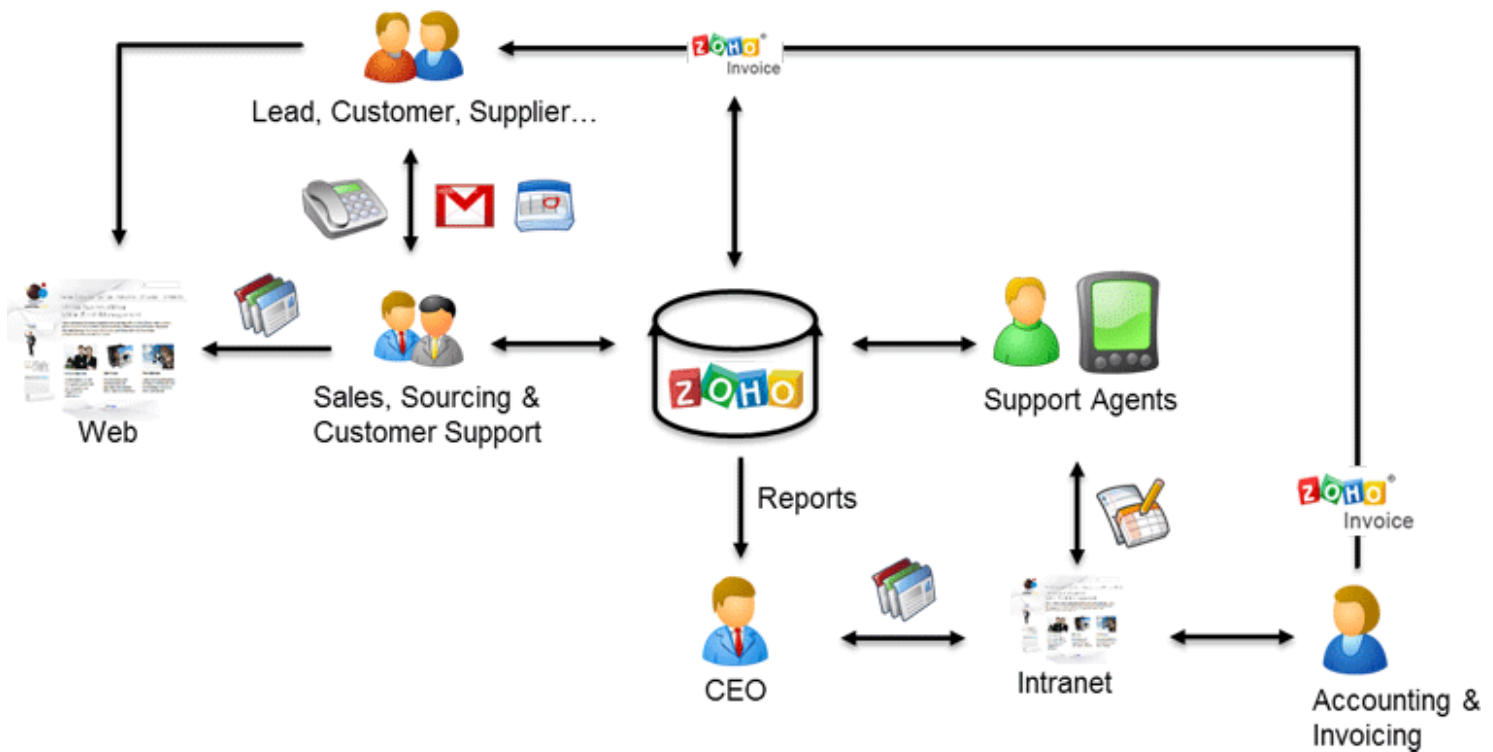 ZOHO®
Invoice
Lead, Customer, Supplier…
Web
Sales, Sourcing &
Customer Support
ZOHO
Support Agents
Reports
ZOHO®
Invoice
CEO
Intranet
Accounting &
Invoicing